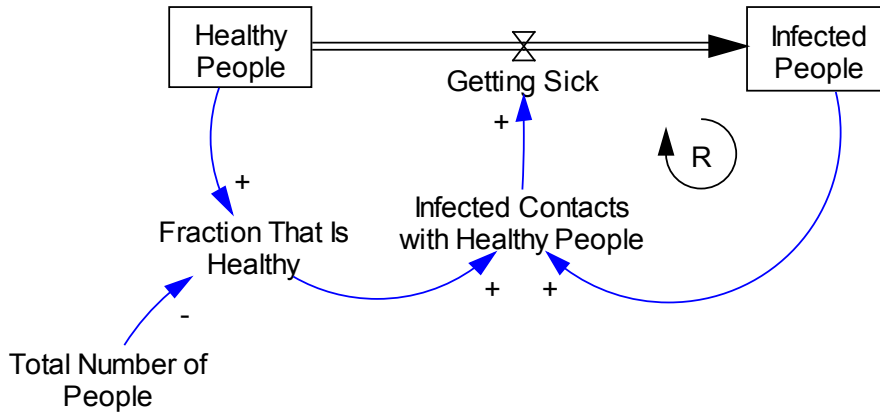 Healthy
People
Infected
People
Getting Sick
+
R
+
Infected Contacts
with Healthy People
Fraction That Is
Healthy
+
+
-
Total Number of
People